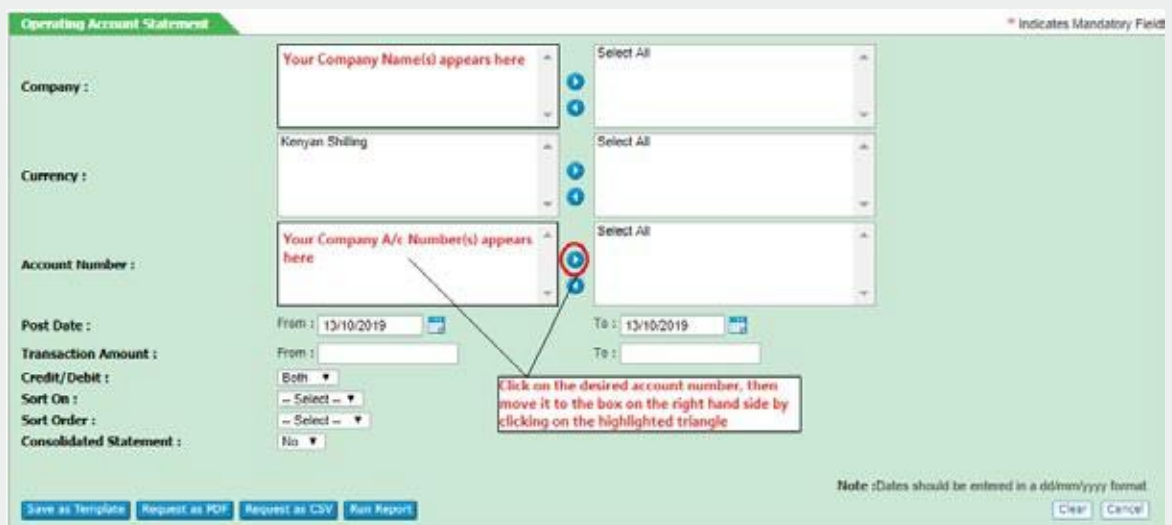 Operating Account Statement
* Indicates Mandatory Field
Company :
Your Company Name(s) appears here
Select All
Currency :
Kenyan Shilling
Select All
Account Number :
Your Company A/c Number(s) appears
here
Select All
Post Date :
From : 13/10/2019
To : 13/10/2019
Transaction Amount :
From :
To :
Credit/Debit :
Both
Sort On :
-- Select --
Sort Order :
-- Select --
Consolidated Statement :
No
Click on the desired account number, then
move it to the box on the right hand side by
clicking on the highlighted triangle
Note :Dates should be entered in a dd/mm/yyyy format
Save as Template Request as PDF Request as CSV Run Report Clear Cancel